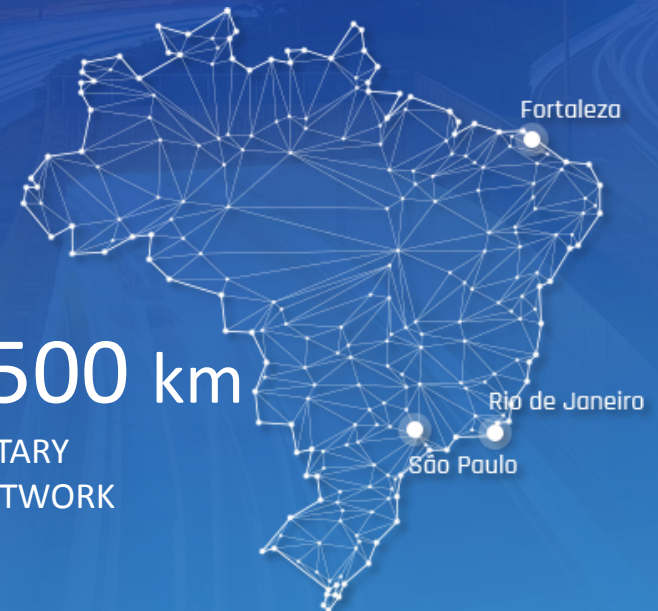 Fortaleza
500 km
Rio de Janeiro
TARY
São Paulo
TWORK